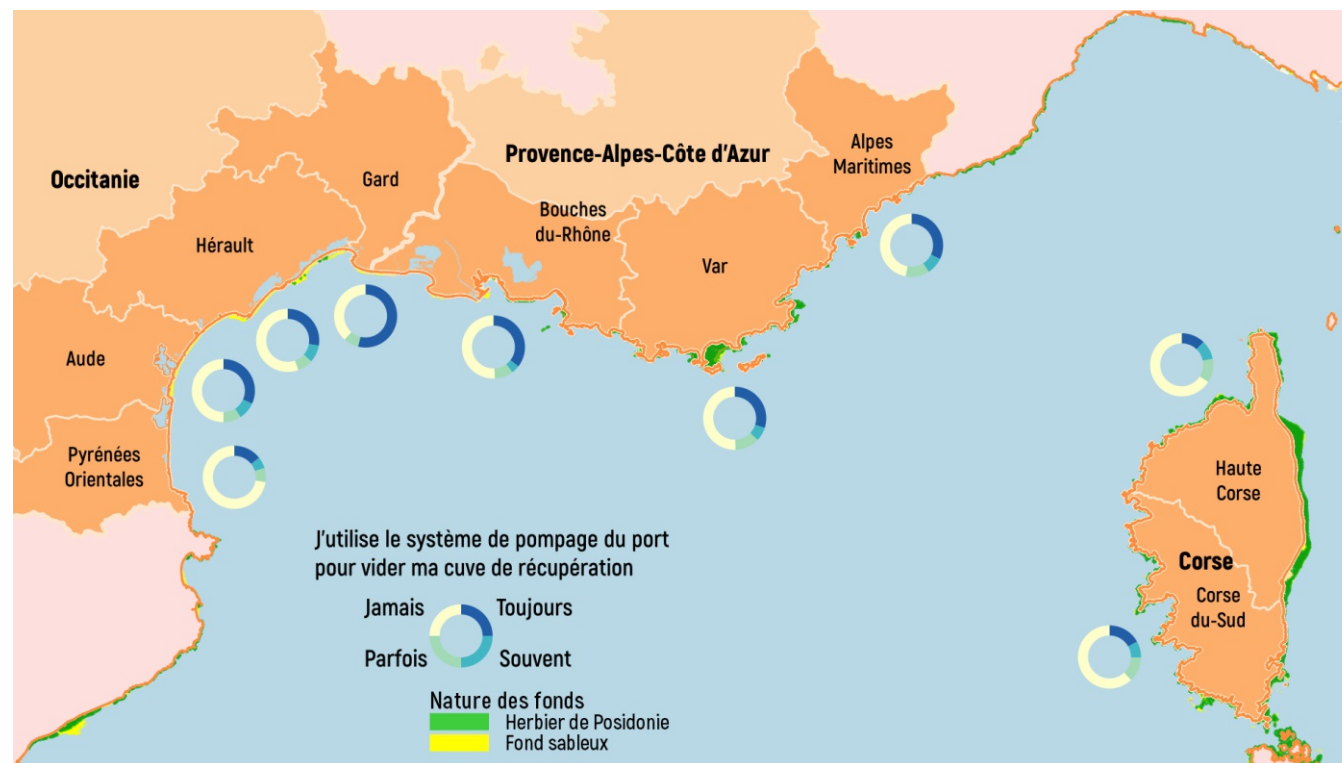 Occitanie
Provence-Alpes-Côte d'Azur
Alpes
Maritimes
Gard
Bouches
du-Rhône
Hérault
Var
Aude
Pyrénées
Orientales
Haute
Corse
Corse
Corse
du-Sud
J'utilise le système de pompage du port
pour vider ma cuve de récupération
Jamais Toujours
Parfois Souvent
Nature des fonds
Herbier de Posidonie
Fond sableux